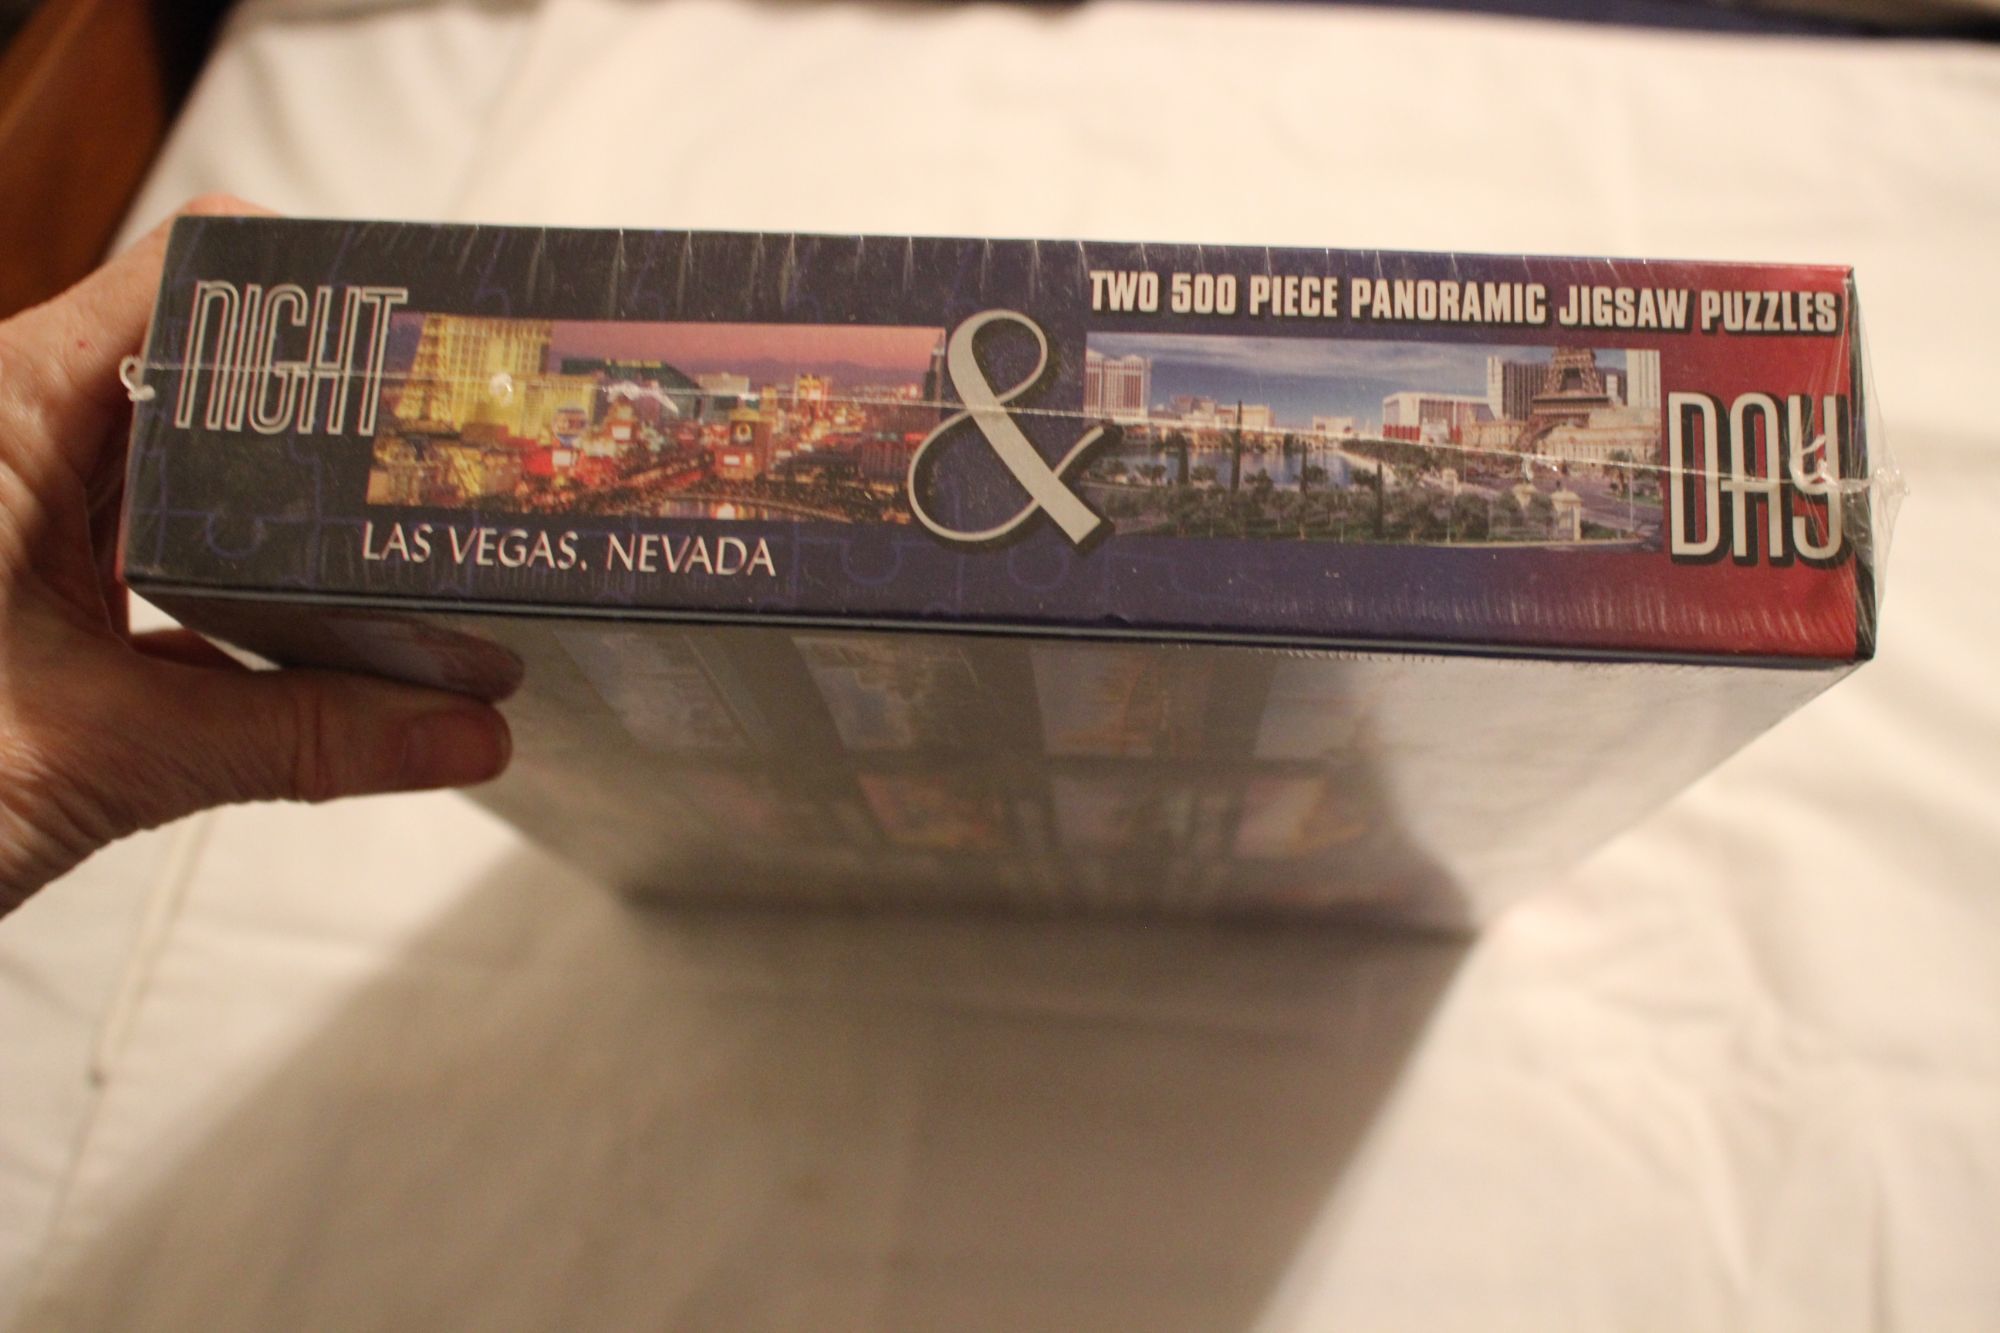 NIGHT
&
TWO 500 PIECE PANORAMIC JIGSAW PUZZLES
DAY
LAS VEGAS, NEVADA